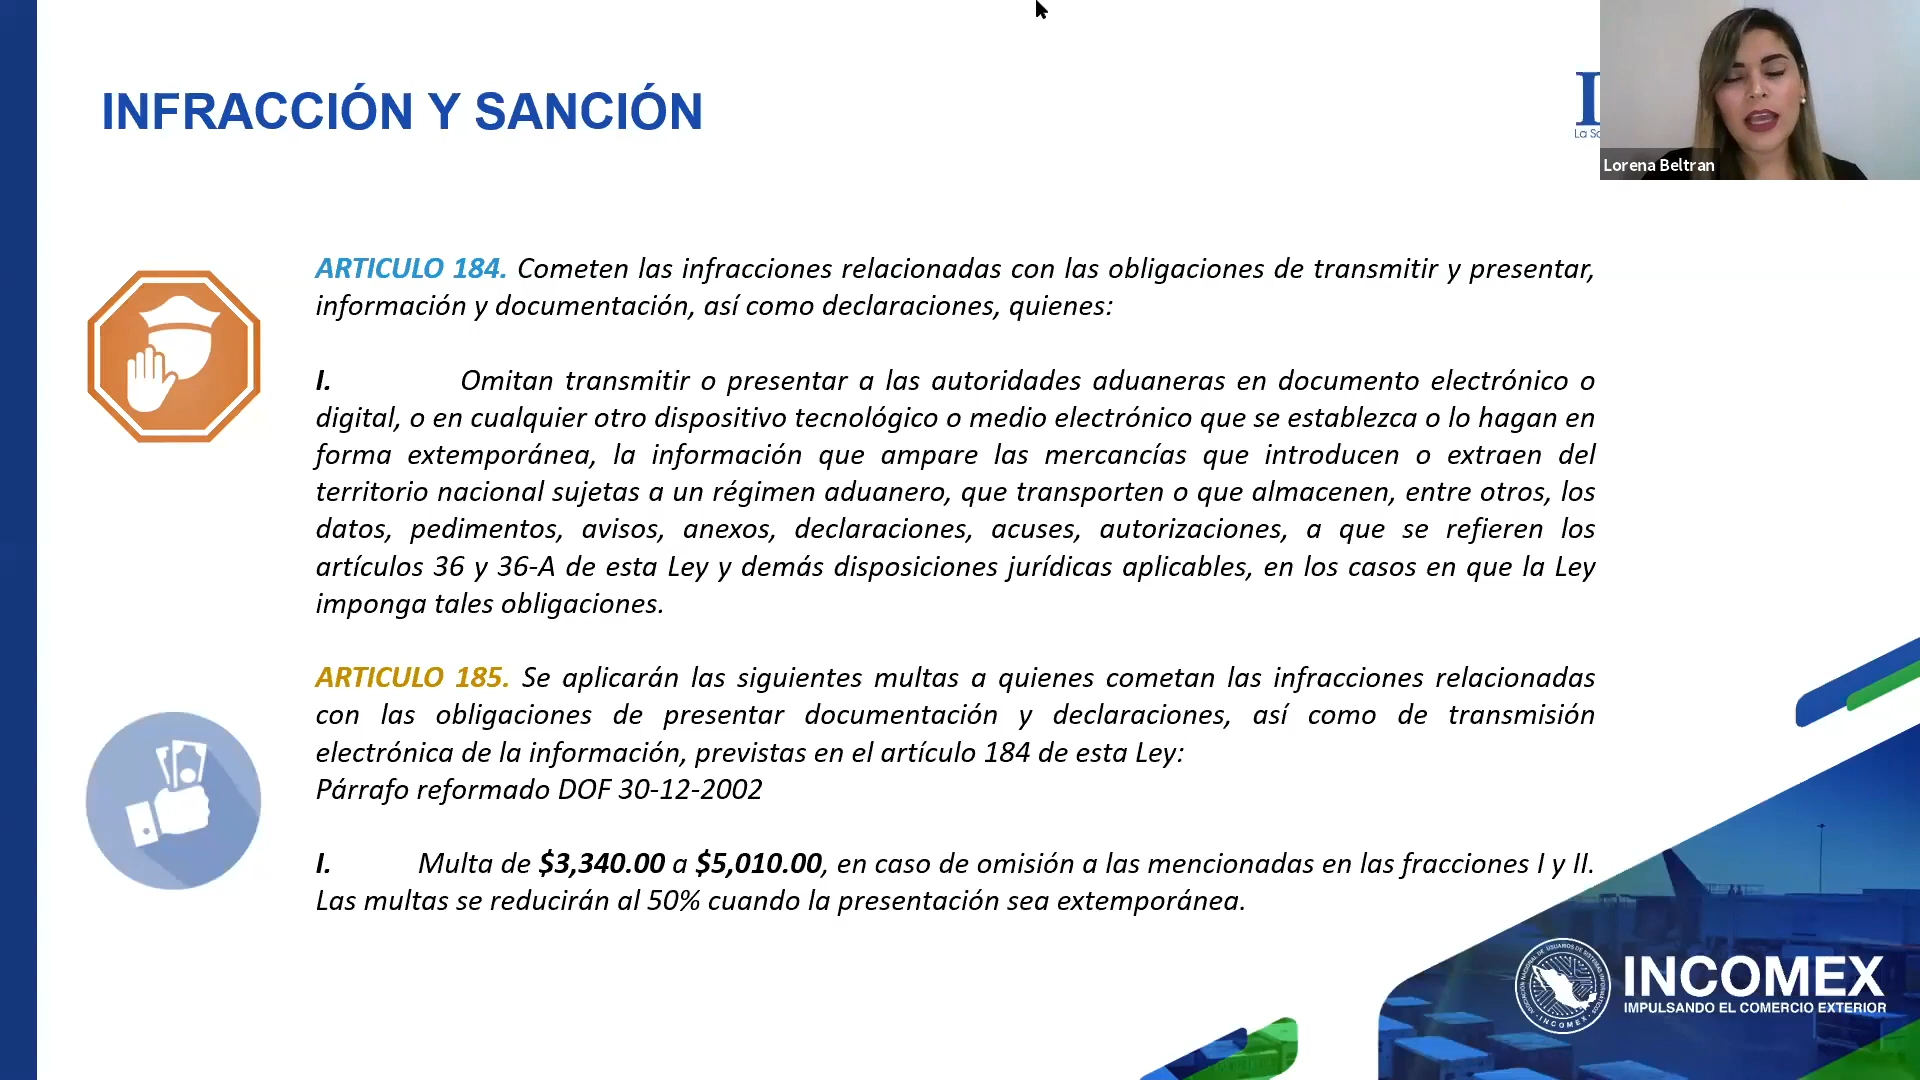 INFRACCIÓN Y SANCIÓN
La
Lorena Beltran
ARTICULO 184. Cometen las infracciones relacionadas con las obligaciones de transmitir y presentar,
información y documentación, así como declaraciones, quienes:
I. Omitan transmitir o presentar a las autoridades aduaneras en documento electrónico o
digital, o en cualquier otro dispositivo tecnológico o medio electrónico que se establezca o lo hagan en
forma extemporánea, la información que ampare las mercancías que introducen o extraen del
territorio nacional sujetas a un régimen aduanero, que transporten o que almacenen, entre otros, los
datos, pedimentos, avisos, anexos, declaraciones, acuses, autorizaciones, a que se refieren los
artículos 36 y 36-A de esta Ley y demás disposiciones jurídicas aplicables, en los casos en que la Ley
imponga tales obligaciones.
ARTICULO 185. Se aplicarán las siguientes multas a quienes cometan las infracciones relacionadas
con las obligaciones de presentar documentación y declaraciones, así como de transmisión
electrónica de la información, previstas en el artículo 184 de esta Ley:
Párrafo reformado DOF 30-12-2002
I. Multa de $3,340.00 a $5,010.00, en caso de omisión a las mencionadas en las fracciones I y II.
Las multas se reducirán al 50% cuando la presentación sea extemporánea.
INCOMEX
IMPULSANDO EL COMERCIO EXTERIOR